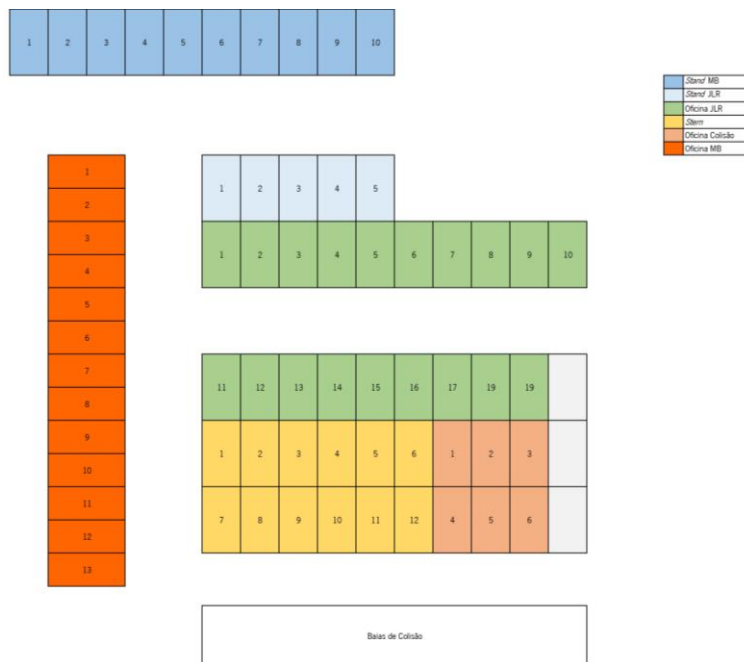 1 2 3 4 5 6 7 8 9 10
Stand MB
Stand JLR
Oficina JLR
Stern
Oficina Colisão
Oficina MB
1
2
3
4
5
6
7
8
9
10
11
12
13
1 2 3 4 5
1 2 3 4 5 6 7 8 9 10
11 12 13 14 15 16 17 19 19
1 2 3 4 5 6 1 2 3
7 8 9 10 11 12 4 5 6
Baias de Colisão